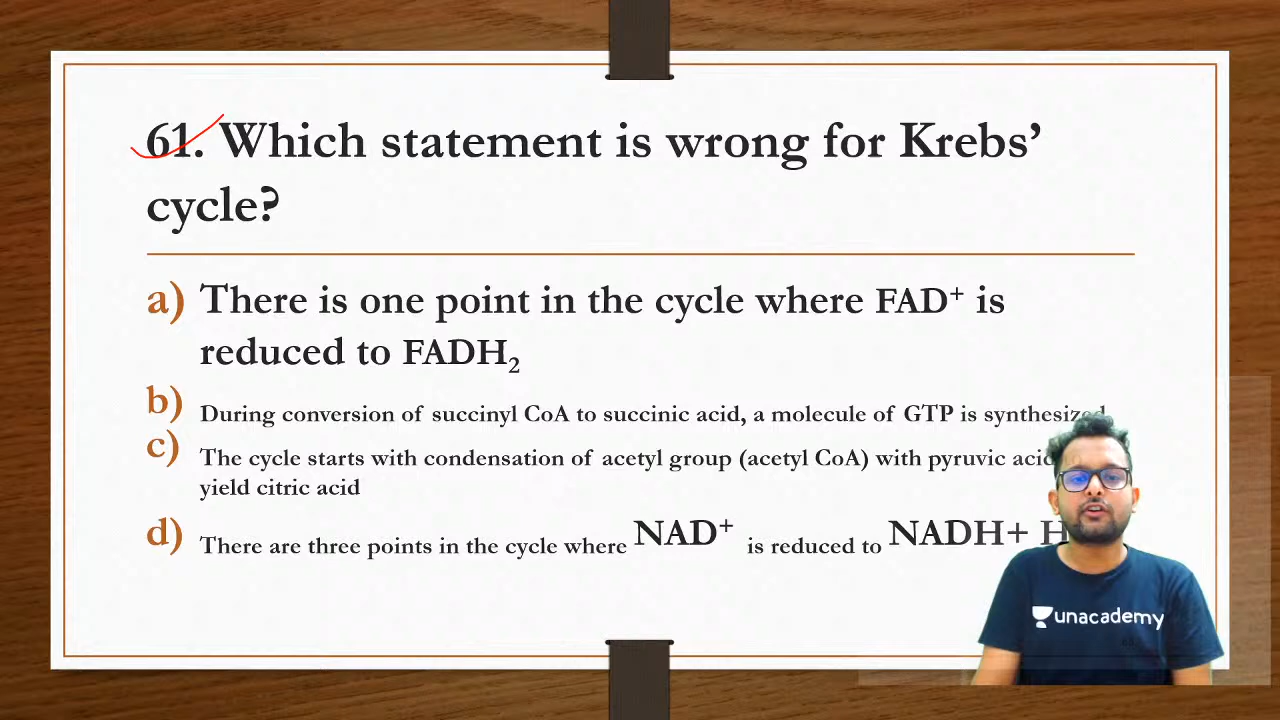 61. Which statement is wrong for Krebs’
cycle?
a) There is one point in the cycle where FAD⁺ is
reduced to FADH₂
b) During conversion of succinyl CoA to succinic acid, a molecule of GTP is synthesized
c) The cycle starts with condensation of acetyl group (acetyl CoA) with pyruvic acid
yield citric acid
d) There are three points in the cycle where NAD⁺ is reduced to NADH+ H
unacademy